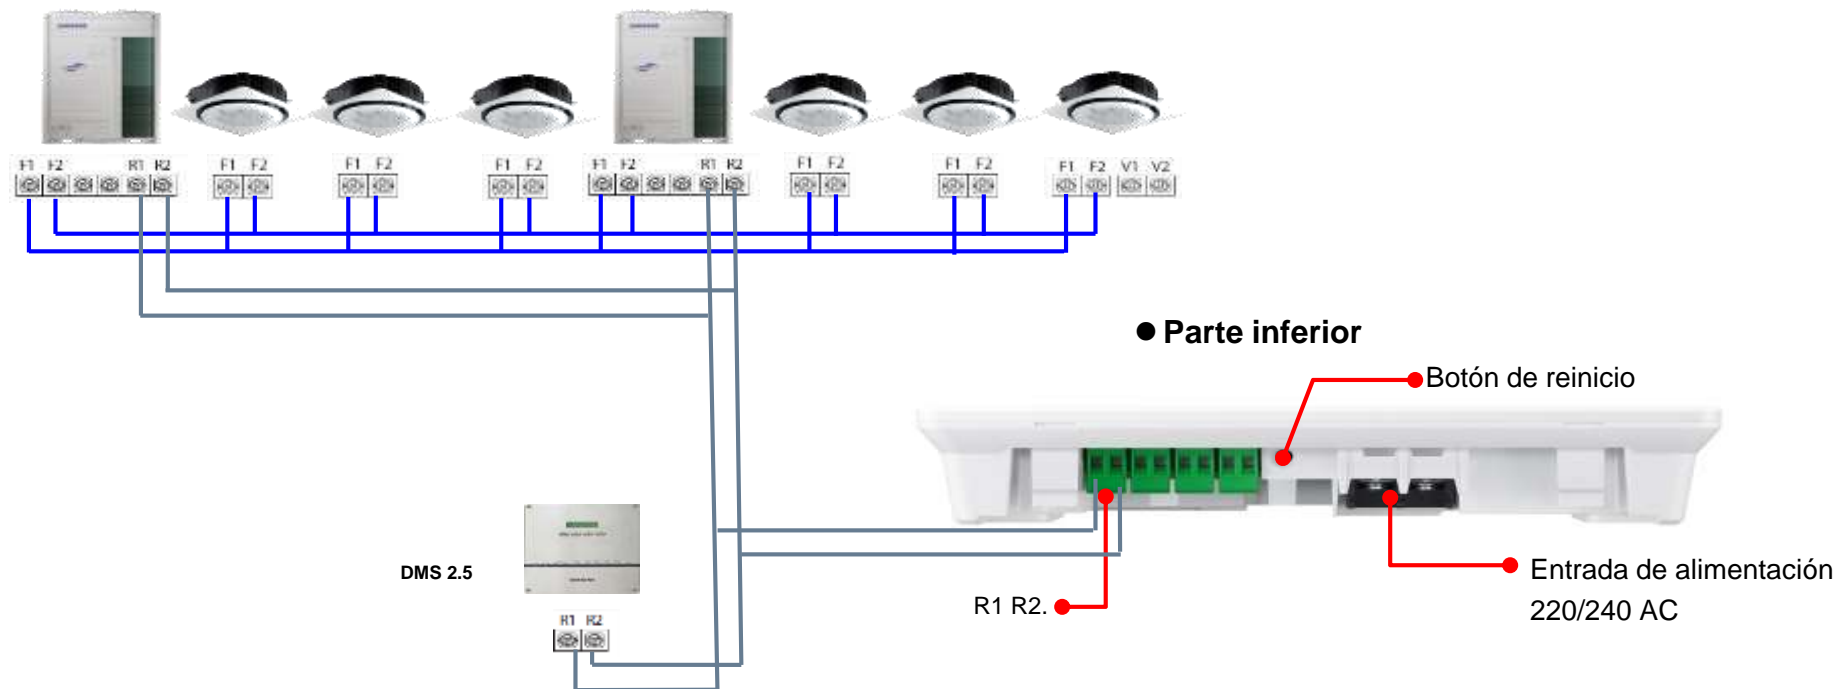 F1 F2 R1 R2
F1 F2
F1 F2
F1 F2
F1 F2 R1 R2
F1 F2
F1 F2
F1 F2 V1 V2
● Parte inferior
Botón de reinicio
DMS 2.5
R1 R2
R1 R2.
Entrada de alimentación
220/240 AC